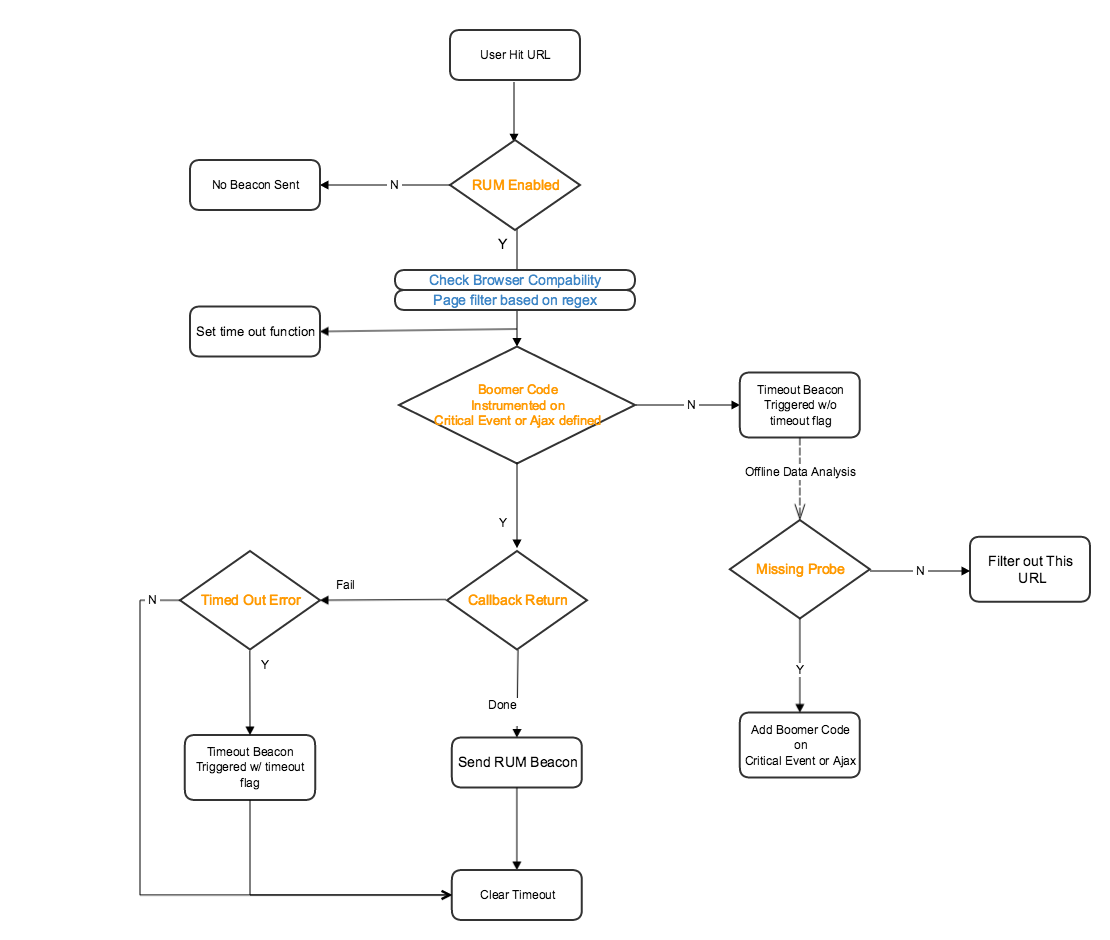 User Hit URL
No Beacon Sent
N
RUM Enabled
Y
Check Browser Compability
Page filter based on regex
Set time out function
Boomer Code
Instrumented on
Critical Event or Ajax defined
N
Timeout Beacon
Triggered w/o
timeout flag
Offline Data Analysis
Y
Missing Probe
N
Filter out This
URL
Fail
N
Timed Out Error
Callback Return
Y
Y
Done
Add Boomer Code
on
Critical Event or Ajax
Timeout Beacon
Triggered w/ timeout
flag
Send RUM Beacon
Clear Timeout